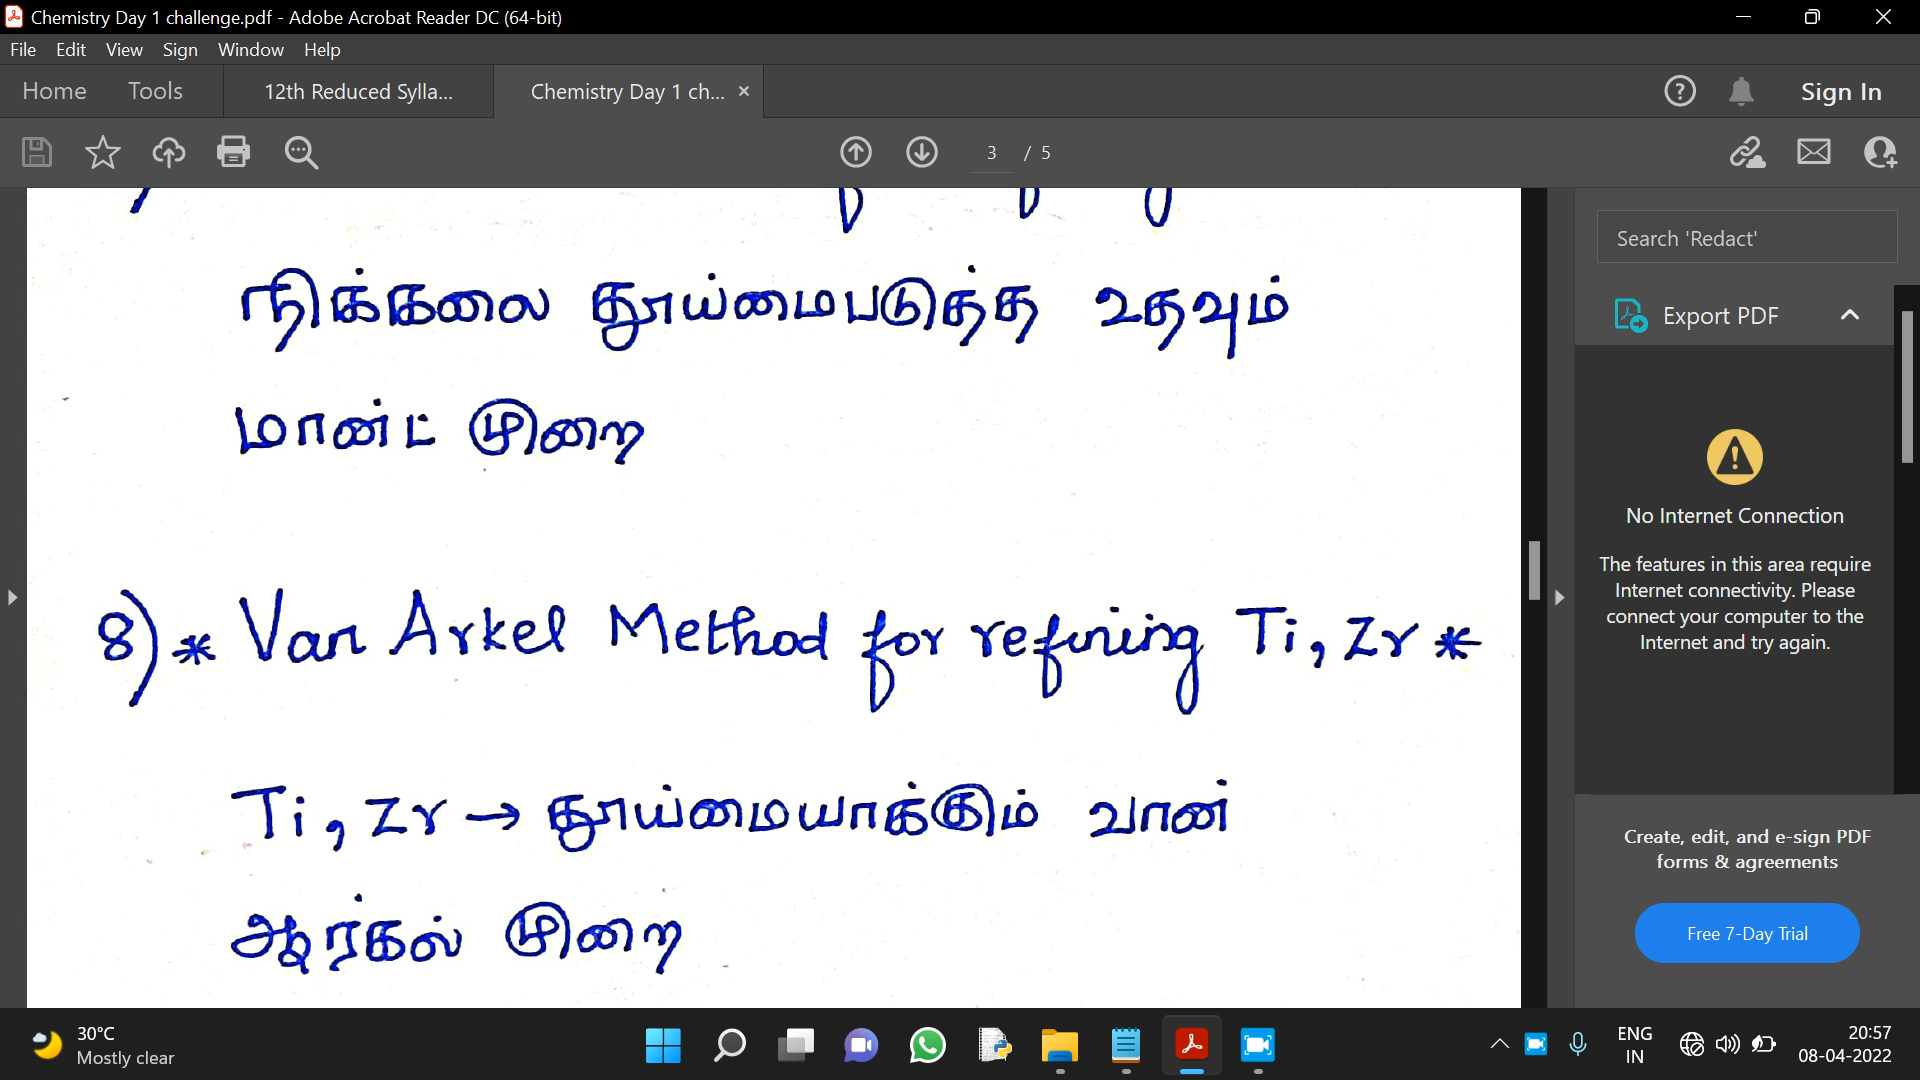 Chemistry Day 1 challenge.pdf - Adobe Acrobat Reader DC (64-bit)
File Edit View Sign Window Help
Home Tools 12th Reduced Sylla... Chemistry Day 1 ch... × Sign In
3 / 5
Search 'Redact'
நிக்கலை தூய்மைபடுத்த உதவும்
Export PDF
மாண்ட் முறை
No Internet Connection
The features in this area require
Internet connectivity. Please
connect your computer to the
Internet and try again.
8) * Van Arkel Method for refining Ti, Zr *
Ti, Zr → தூய்மையாக்கும் வான்
ஆர்கல் முறை
Create, edit, and e-sign PDF
forms & agreements
Free 7-Day Trial
30°C
Mostly clear
ENG
IN
20:57
08-04-2022